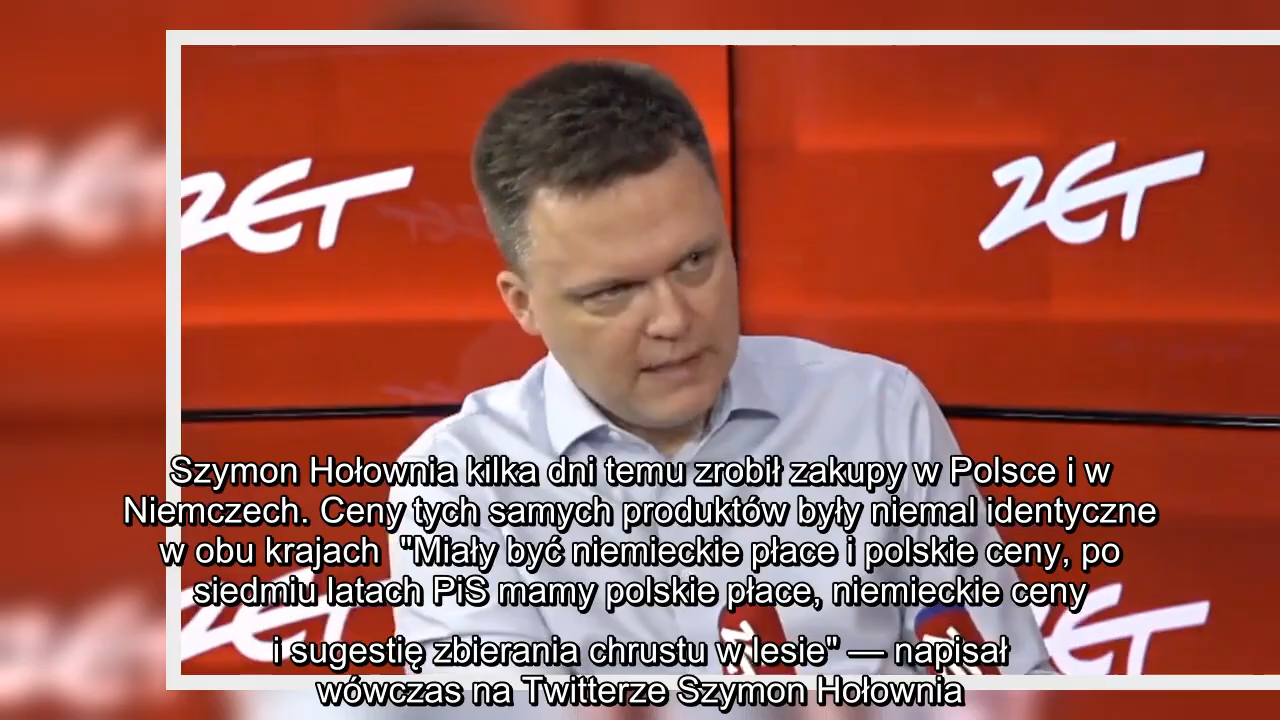 ZET
ZET
Szymon Hołownia kilka dni temu zrobił zakupy w Polsce i w
Niemczech. Ceny tych samych produktów były niemal identyczne
w obu krajach "Miały być niemieckie płace i polskie ceny, po
siedmiu latach PiS mamy polskie płace, niemieckie ceny
i sugestię zbierania chrustu w lesie" — napisał
wówczas na Twitterze Szymon Hołownia
ZET
ZET